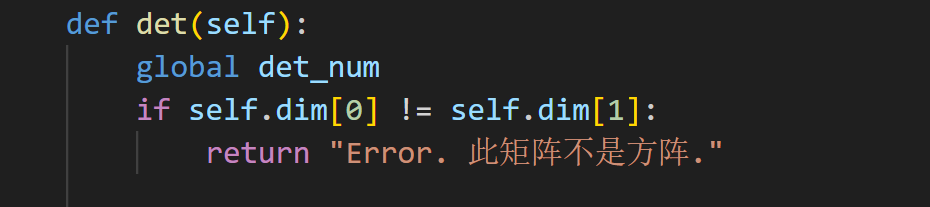 def det(self):
global det_num
if self.dim[0] != self.dim[1]:
return "Error. 此矩阵不是方阵."